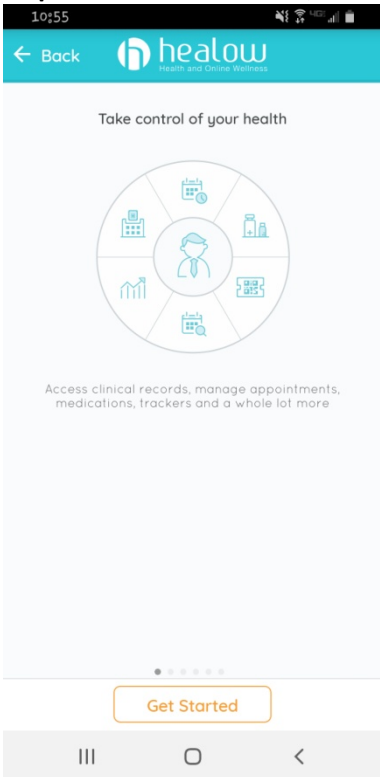 10:55
Back
healow
Health and Online Wellness
Take control of your health
Access clinical records, manage appointments,
medications, trackers and a whole lot more
Get Started